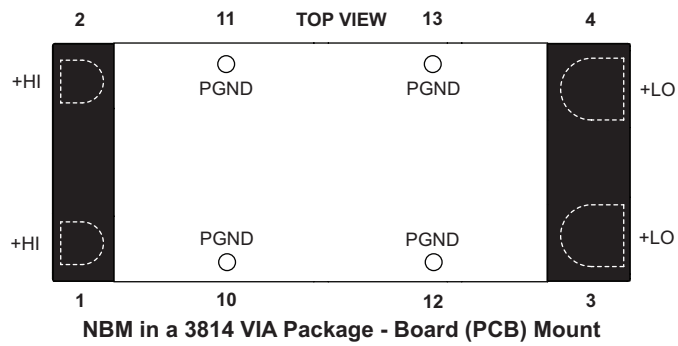 2 11 TOP VIEW 13 4
+HI PGND PGND +LO
+HI PGND PGND +LO
1 10 12 3
NBM in a 3814 VIA Package - Board (PCB) Mount